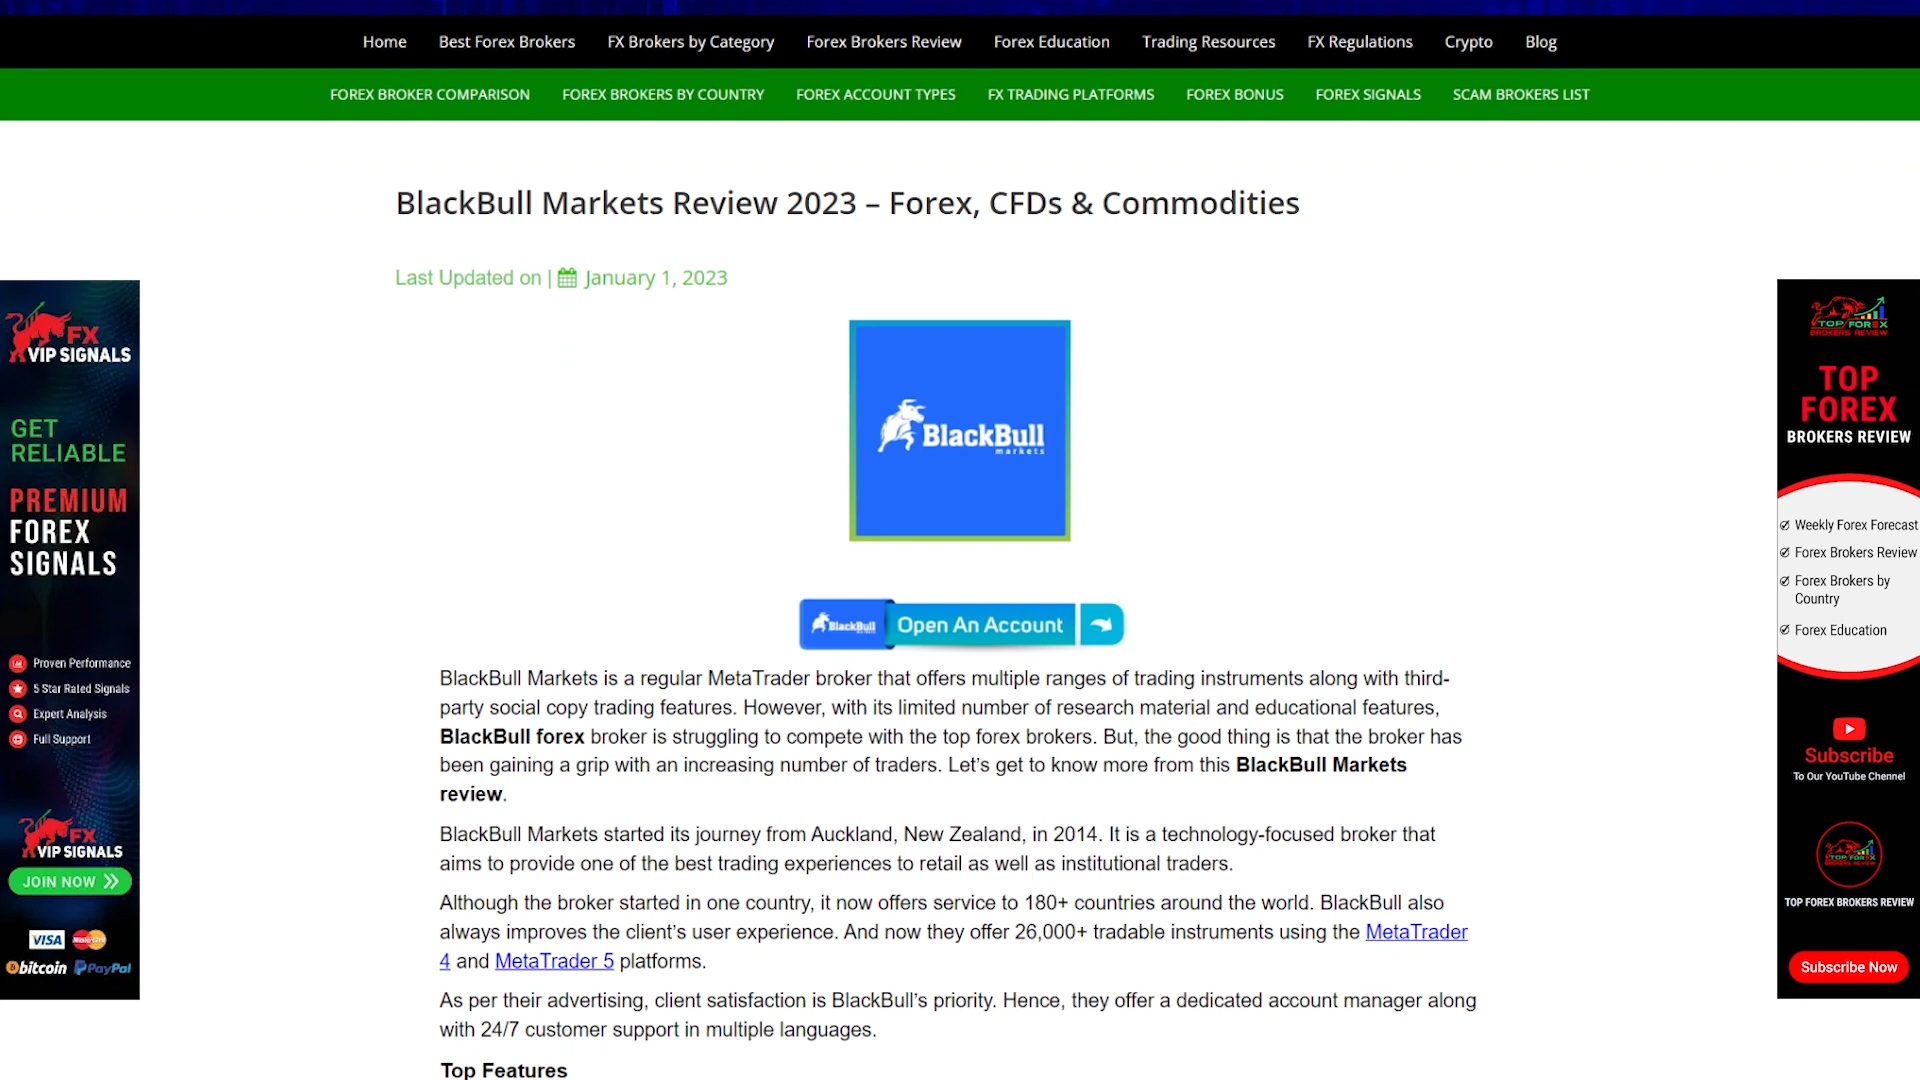 Home Best Forex Brokers FX Brokers by Category Forex Brokers Review Forex Education Trading Resources FX Regulations Crypto Blog
FOREX BROKER COMPARISON FOREX BROKERS BY COUNTRY FOREX ACCOUNT TYPES FX TRADING PLATFORMS FOREX BONUS FOREX SIGNALS SCAM BROKERS LIST
BlackBull Markets Review 2023 – Forex, CFDs & Commodities
Last Updated on | January 1, 2023
BlackBull
markets
BlackBull Open An Account
BlackBull Markets is a regular MetaTrader broker that offers multiple ranges of trading instruments along with third-
party social copy trading features. However, with its limited number of research material and educational features,
BlackBull forex broker is struggling to compete with the top forex brokers. But, the good thing is that the broker has
been gaining a grip with an increasing number of traders. Let’s get to know more from this BlackBull Markets
review.
BlackBull Markets started its journey from Auckland, New Zealand, in 2014. It is a technology-focused broker that
aims to provide one of the best trading experiences to retail as well as institutional traders.
Although the broker started in one country, it now offers service to 180+ countries around the world. BlackBull also
always improves the client’s user experience. And now they offer 26,000+ tradable instruments using the MetaTrader
4 and MetaTrader 5 platforms.
As per their advertising, client satisfaction is BlackBull’s priority. Hence, they offer a dedicated account manager along
with 24/7 customer support in multiple languages.
Top Features
FX
VIP SIGNALS
GET
RELIABLE
PREMIUM
FOREX
SIGNALS
Proven Performance
5 Star Rated Signals
Expert Analysis
Full Support
FX
VIP SIGNALS
JOIN NOW
VISA MasterCard
bitcoin PayPal
TOP FOREX
BROKERS REVIEW
TOP
FOREX
BROKERS REVIEW
Weekly Forex Forecast
Forex Brokers Review
Forex Brokers by
Country
Forex Education
Subscribe
To Our YouTube Chennel
TOP FOREX
BROKERS REVIEW
TOP FOREX BROKERS REVIEW
Subscribe Now